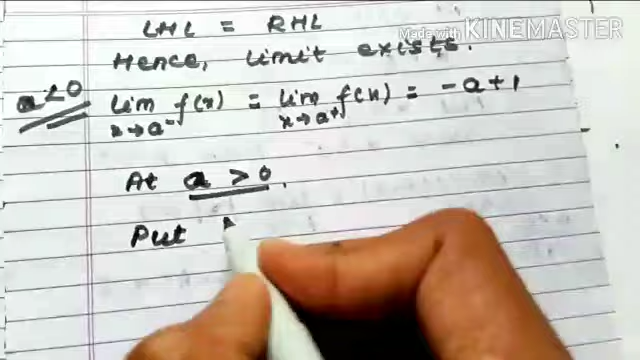 Made with KINEMASTER
LHL = RHL
Hence, limit exists.
a<0 lim f(x) = lim f(x) = -a+1
x→a⁻ x→a⁺
At a > 0.
Put